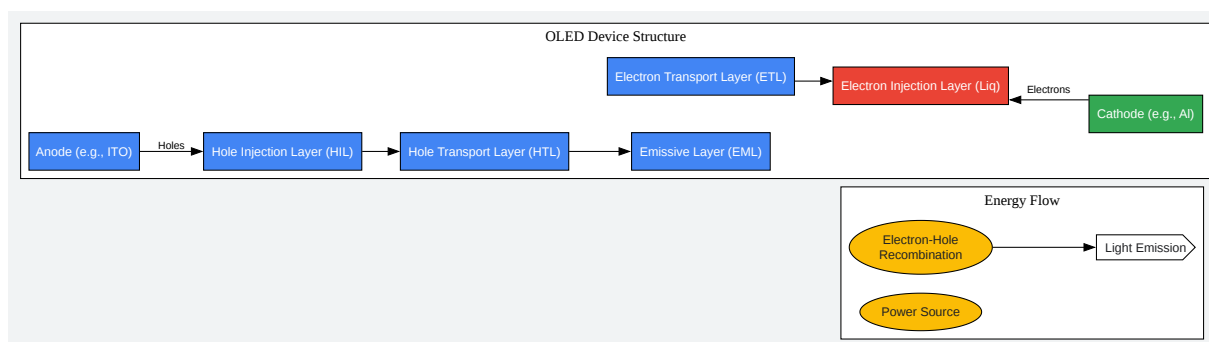 OLED Device Structure
Electron Transport Layer (ETL)
Electron Injection Layer (Liq)
Electrons
Cathode (e.g., Al)
Anode (e.g., ITO)
Holes
Hole Injection Layer (HIL)
Hole Transport Layer (HTL)
Emissive Layer (EML)
Energy Flow
Electron-Hole
Recombination
Light Emission
Power Source